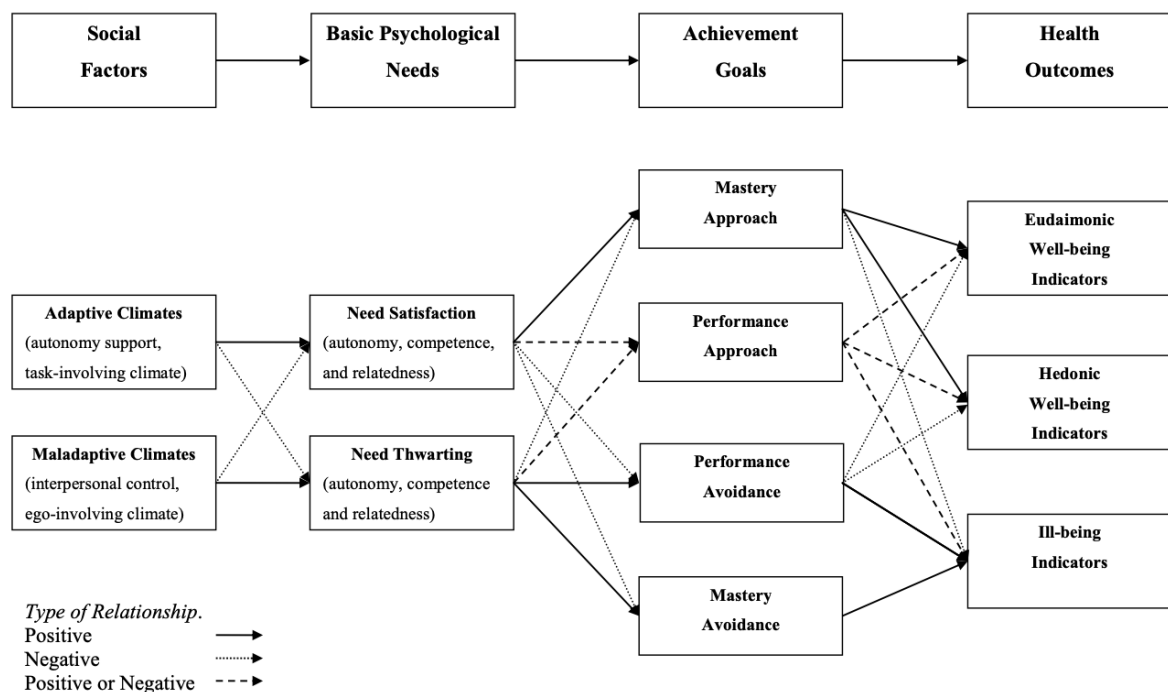 Social
Factors
Basic Psychological
Needs
Achievement
Goals
Health
Outcomes
Mastery
Approach
Eudaimonic
Well-being
Indicators
Adaptive Climates
(autonomy support,
task-involving climate)
Need Satisfaction
(autonomy, competence,
and relatedness)
Performance
Approach
Hedonic
Well-being
Indicators
Maladaptive Climates
(interpersonal control,
ego-involving climate)
Need Thwarting
(autonomy, competence
and relatedness)
Performance
Avoidance
Ill-being
Indicators
Mastery
Avoidance
Type of Relationship.
Positive
Negative
Positive or Negative